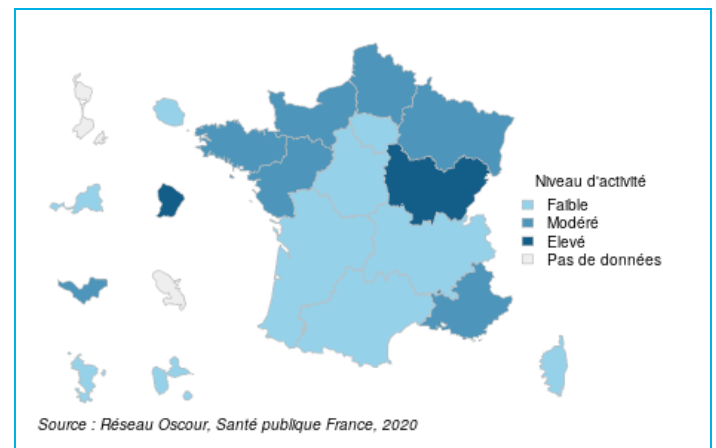 Niveau d'activité
Faible
Modéré
Elevé
Pas de données
Source : Réseau Oscour, Santé publique France, 2020